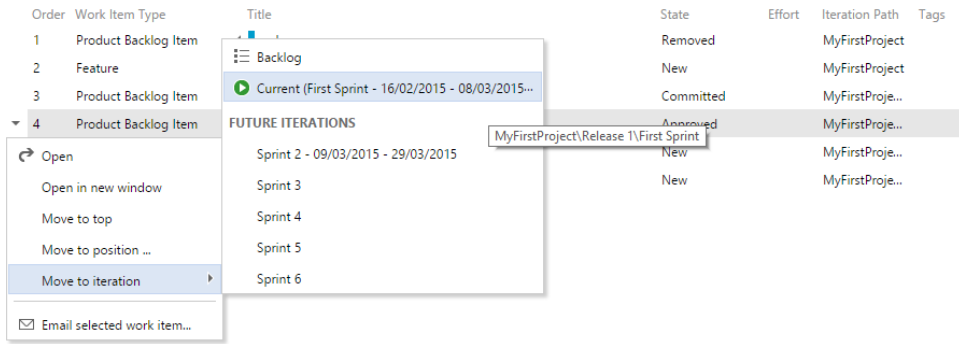 Order Work Item Type Title State Effort Iteration Path Tags
1 Product Backlog Item Removed MyFirstProject
2 Feature New MyFirstProject
3 Product Backlog Item Committed MyFirstProje...
4 Product Backlog Item Approved MyFirstProje...
New MyFirstProje...
New MyFirstProje...
Open
Open in new window
Move to top
Move to position ...
Move to iteration
Email selected work item...
Backlog
Current (First Sprint - 16/02/2015 - 08/03/2015...
FUTURE ITERATIONS
Sprint 2 - 09/03/2015 - 29/03/2015
Sprint 3
Sprint 4
Sprint 5
Sprint 6
MyFirstProject\Release 1\First Sprint